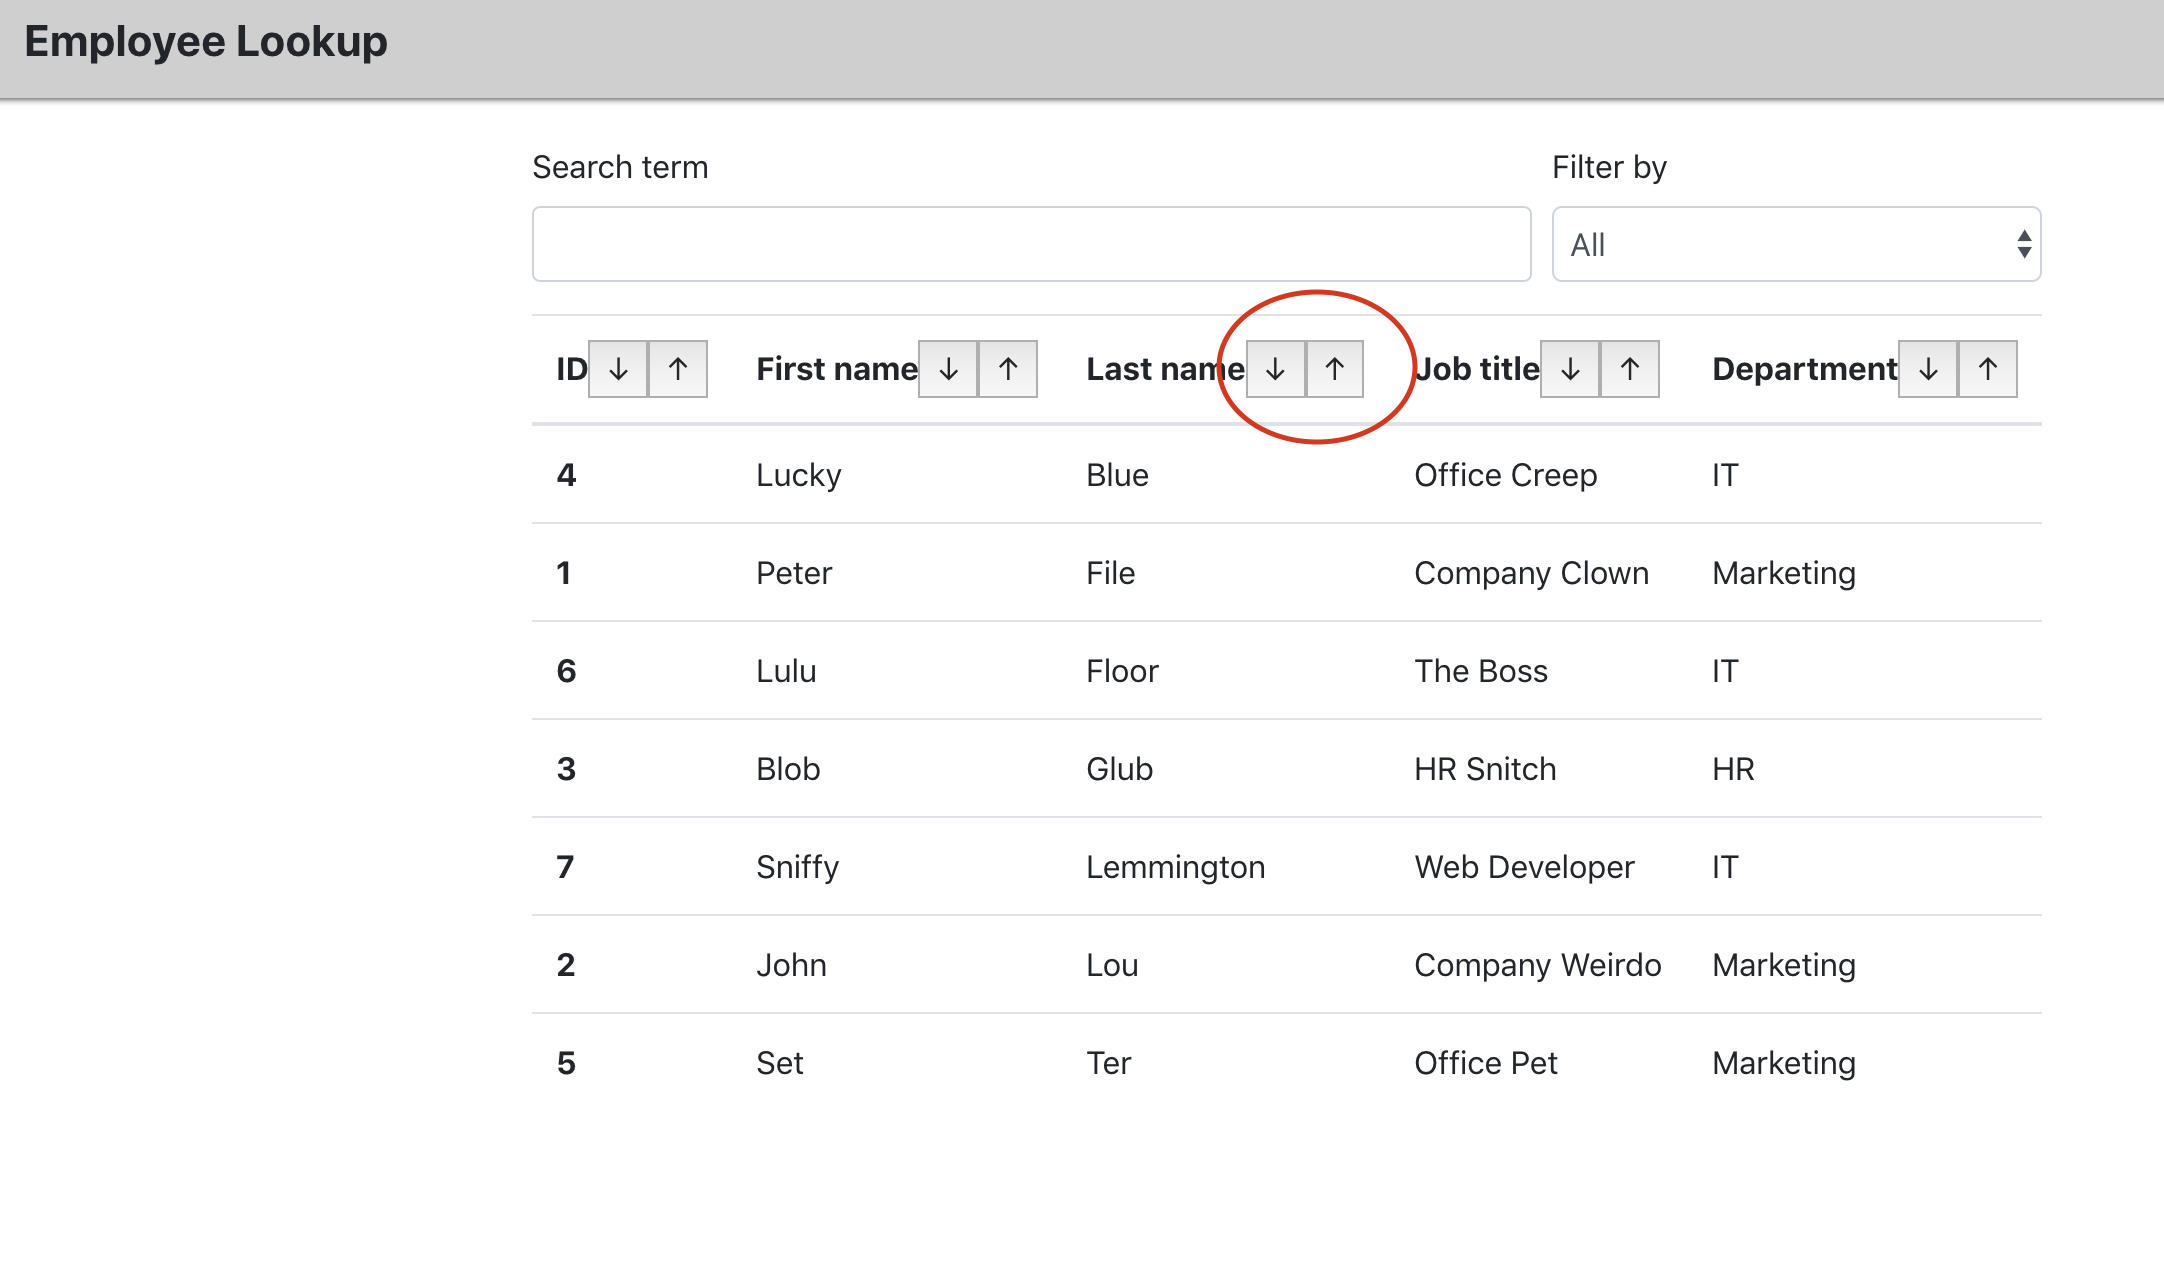 Employee Lookup
Search term Filter by
All
ID ↓ ↑ First name ↓ ↑ Last name ↓ ↑ Job title ↓ ↑ Department ↓ ↑
4 Lucky Blue Office Creep IT
1 Peter File Company Clown Marketing
6 Lulu Floor The Boss IT
3 Blob Glub HR Snitch HR
7 Sniffy Lemmington Web Developer IT
2 John Lou Company Weirdo Marketing
5 Set Ter Office Pet Marketing